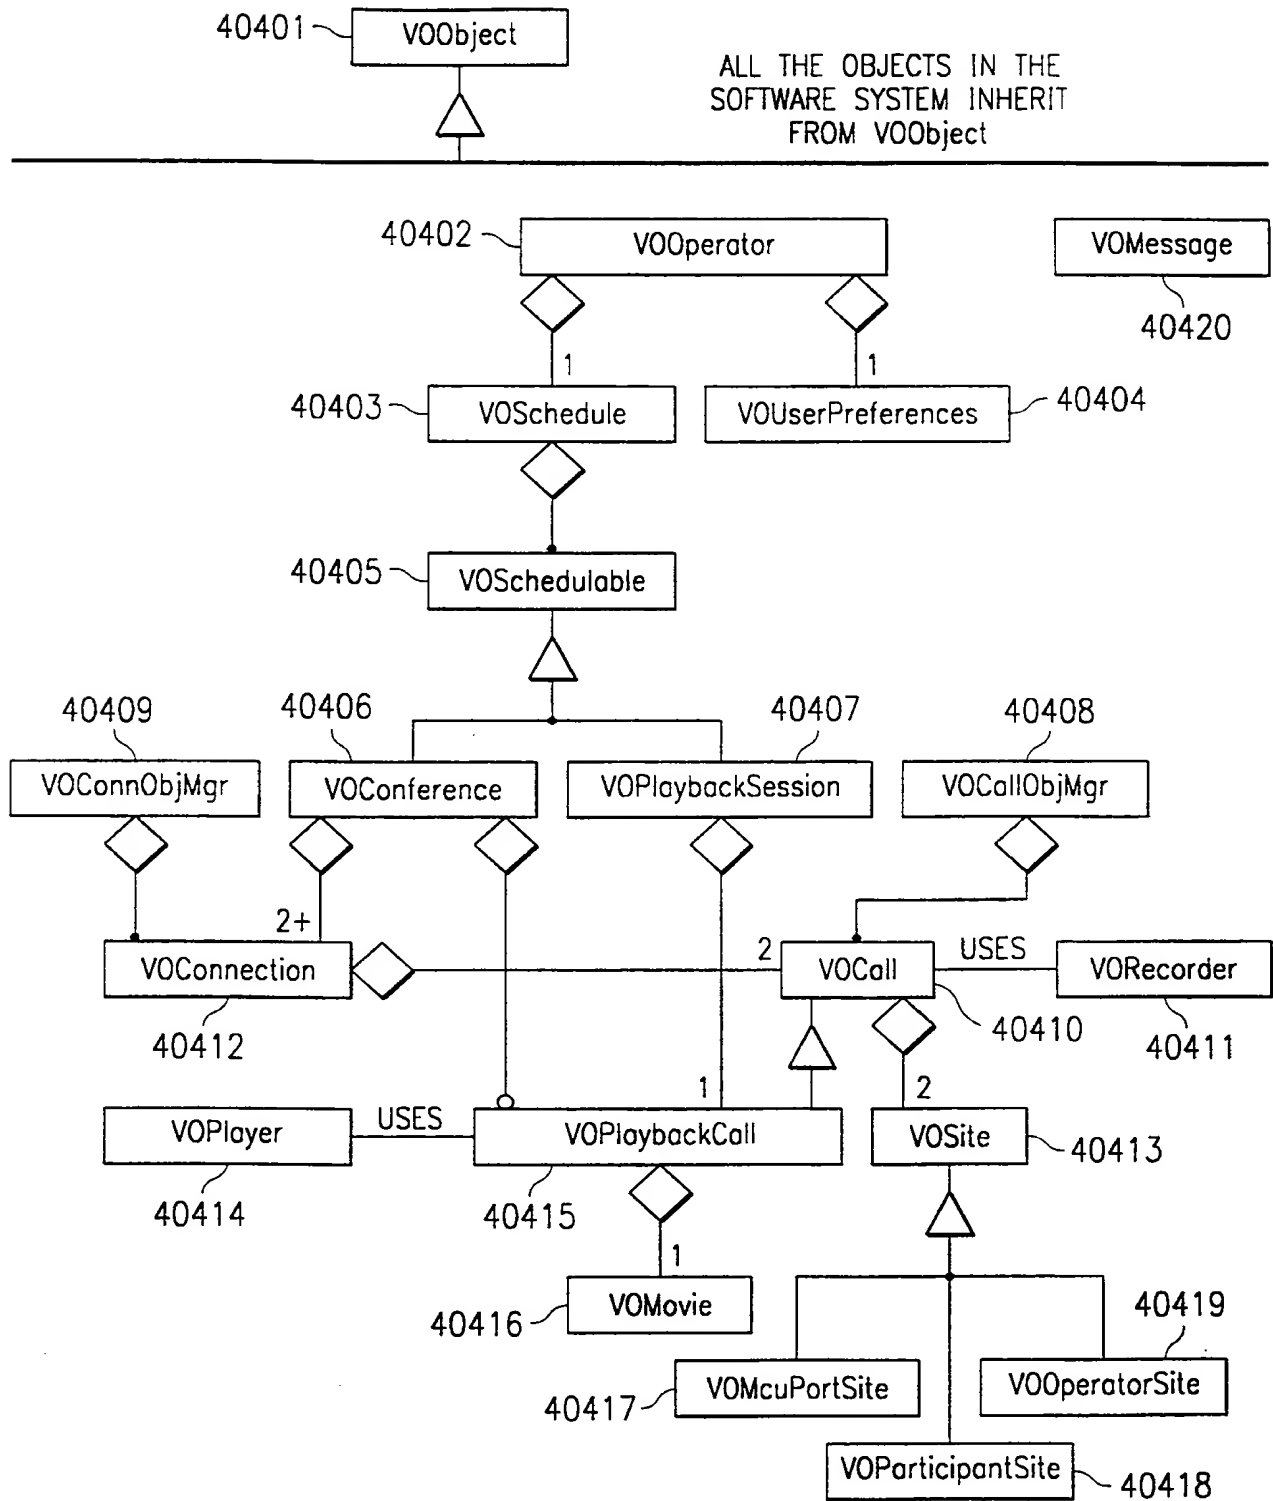 40401
VOObject
ALL THE OBJECTS IN THE
SOFTWARE SYSTEM INHERIT
FROM VOObject
40402
VOOperator
VOMessage
40420
1
1
40403
VOSchedule
VOUserPreferences
40404
40405
VOSchedulable
40409
40406
40407
40408
VOConnObjMgr
VOConference
VOPlaybackSession
VOCallObjMgr
2+
VOConnection
2
VOCall
USES
VORecorder
40412
40410
40411
1
2
VOPlayer
USES
VOPlaybackCall
VOSite
40413
40414
40415
1
40416
VOMovie
40419
40417
VOMcuPortSite
VOOperatorSite
VOParticipantSite
40418